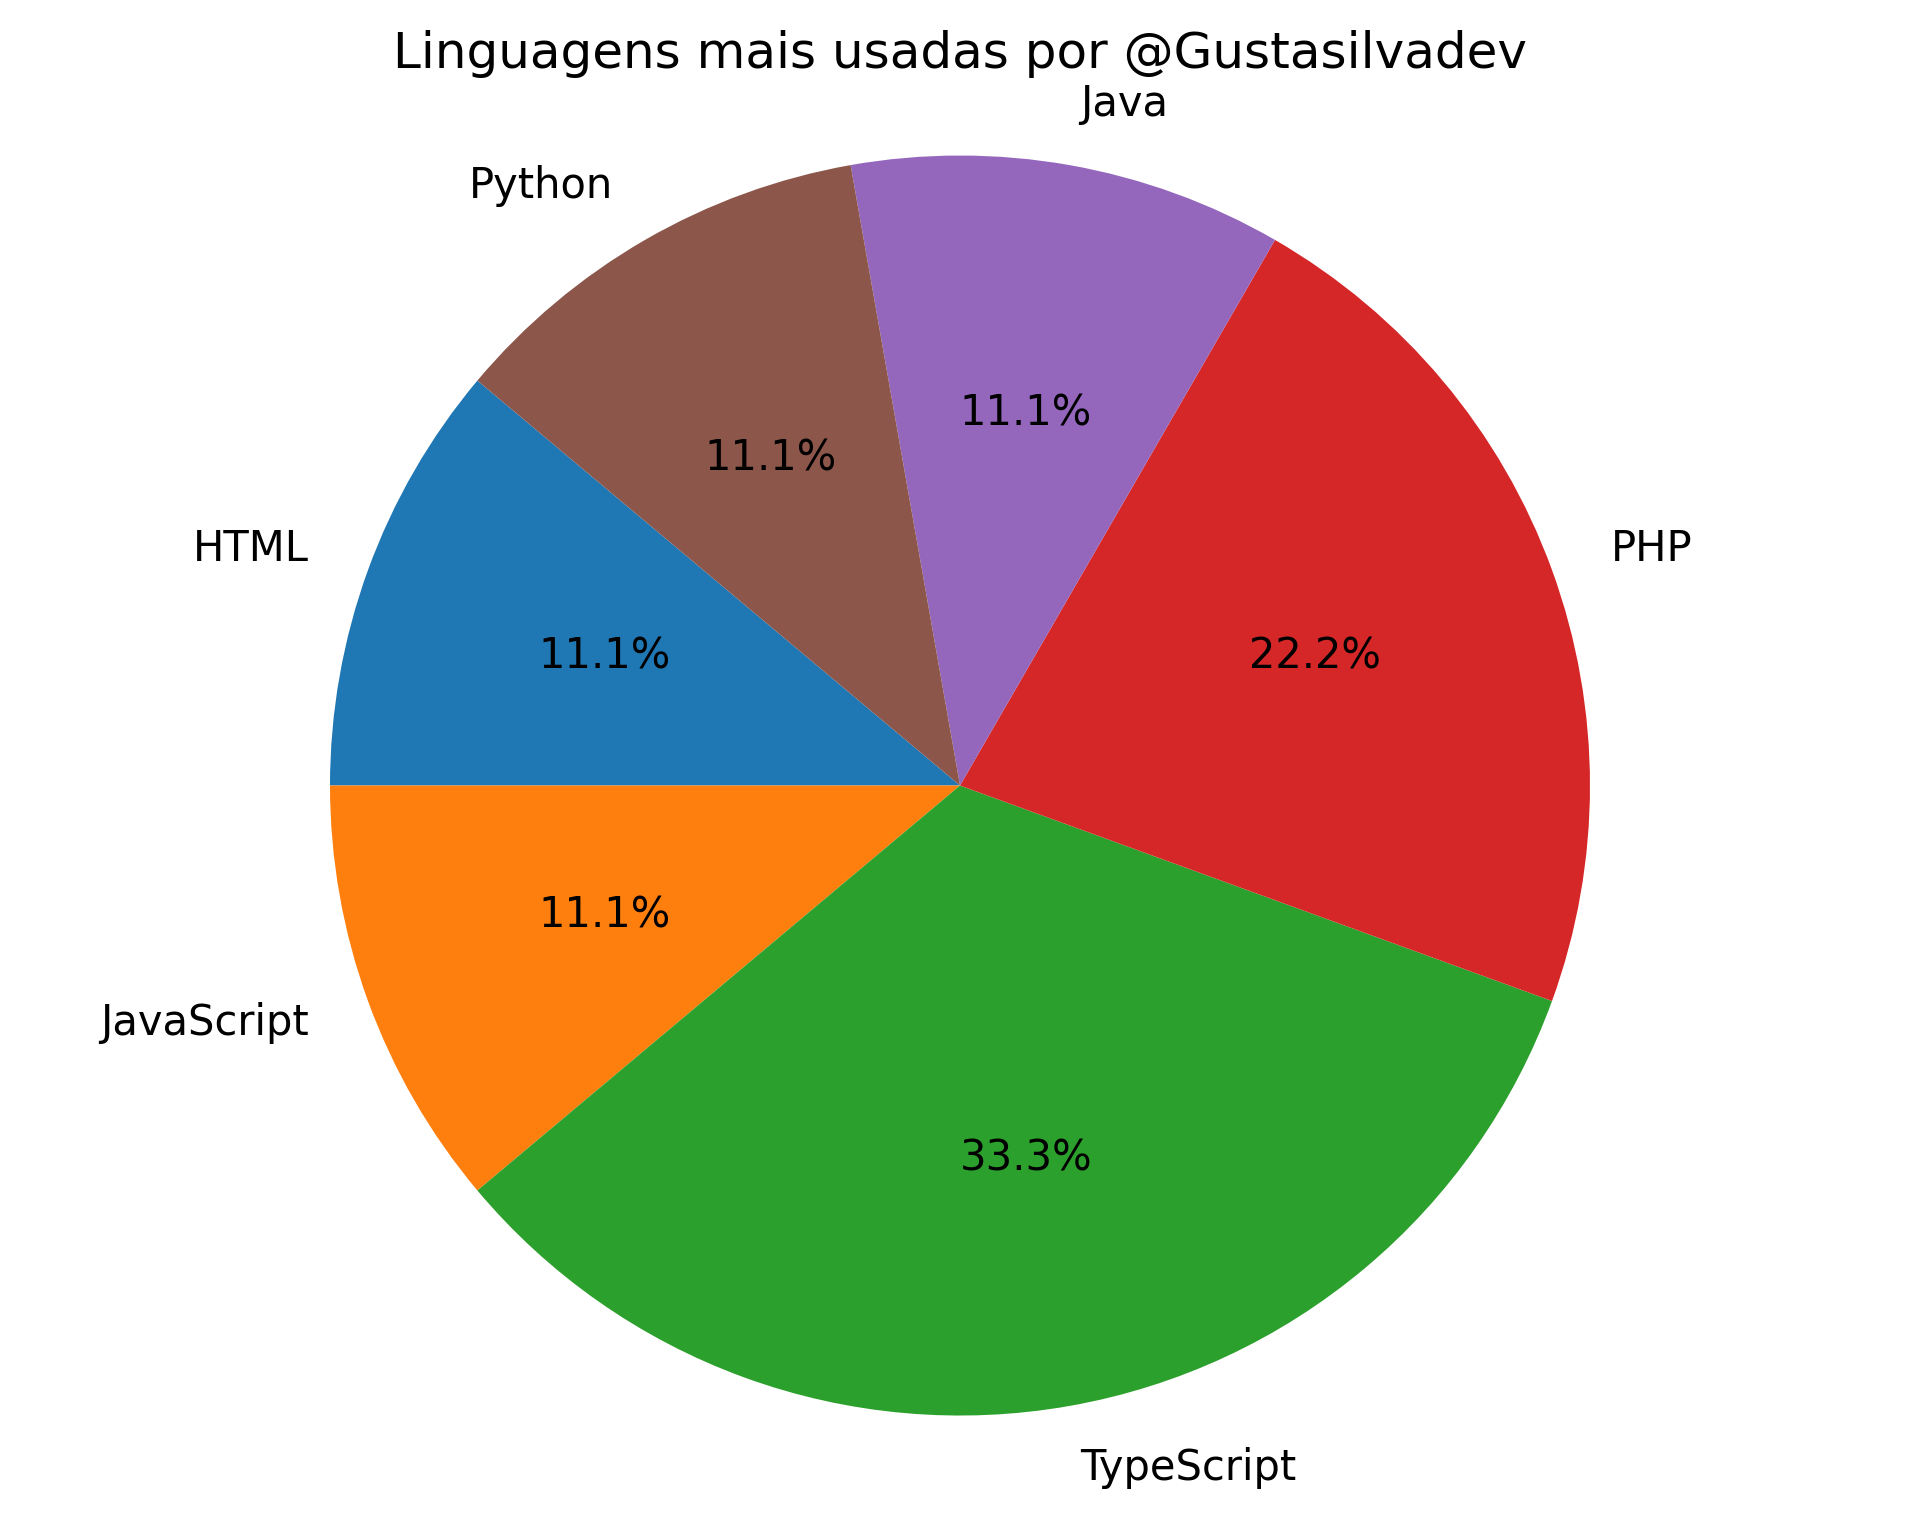 Linguagens mais usadas por @Gustasilvadev
Java
Python
11.1%
11.1%
HTML
PHP
11.1%
22.2%
11.1%
JavaScript
33.3%
TypeScript